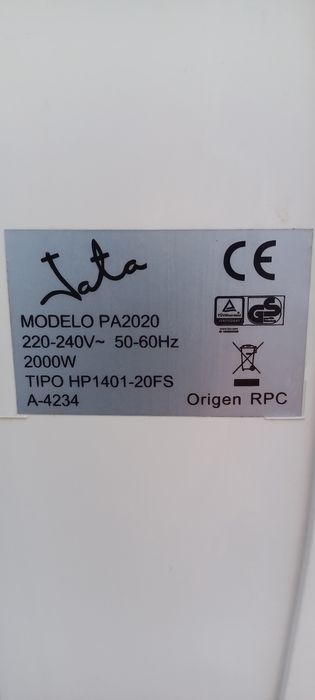 Jata
CE
MODELO PA2020
220-240V~ 50-60Hz
2000W
TIPO HP1401-20FS
A-4234
Origen RPC